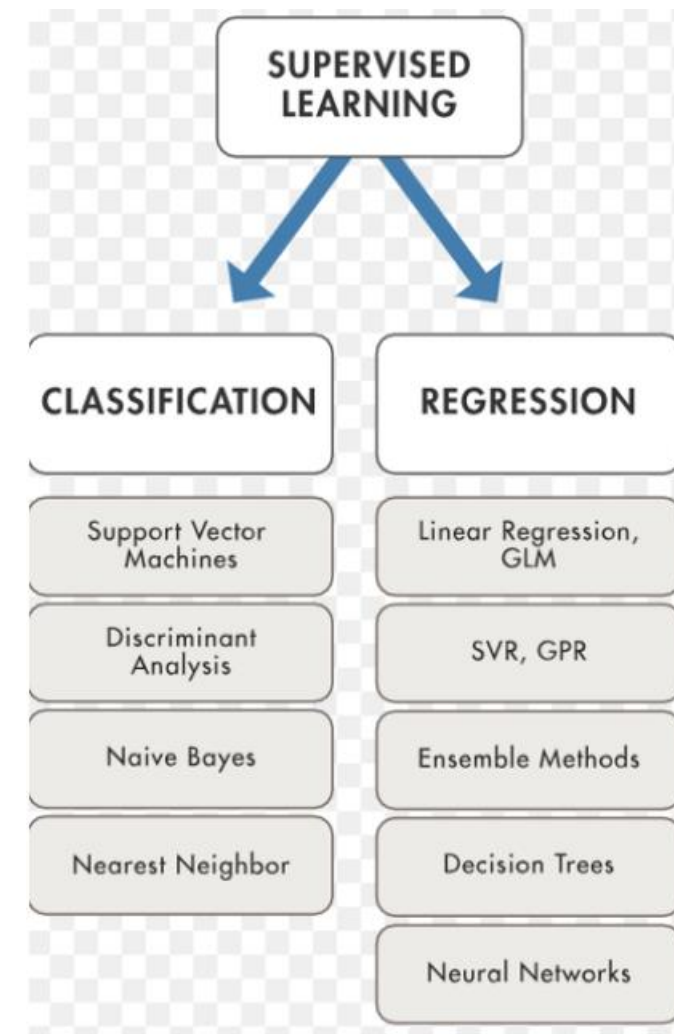 SUPERVISED
LEARNING
CLASSIFICATION
Support Vector
Machines
Discriminant
Analysis
Naive Bayes
Nearest Neighbor
REGRESSION
Linear Regression,
GLM
SVR, GPR
Ensemble Methods
Decision Trees
Neural Networks